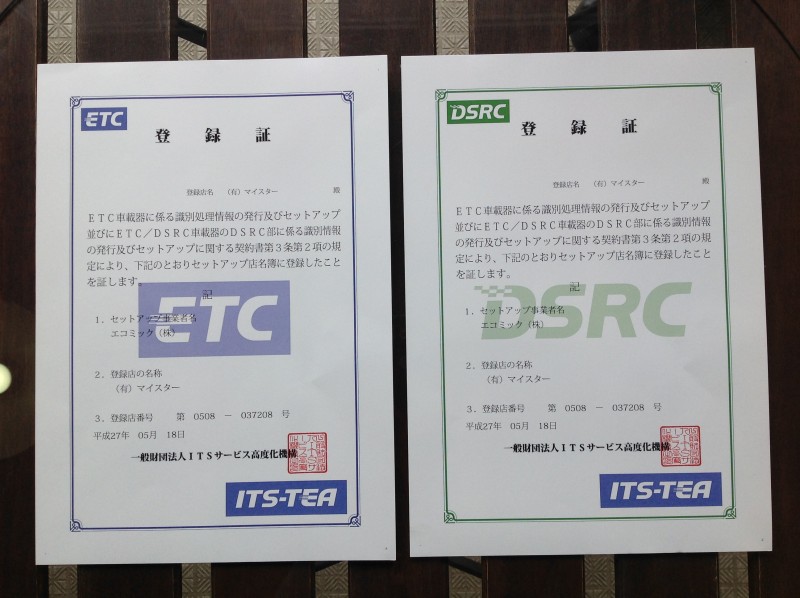 ETC
登録証
登録店名 （有）マイスター 殿
ＥＴＣ車載器に係る識別処理情報の発行及びセットアップ
並びにＥＴＣ／ＤＳＲＣ車載器のＤＳＲＣ部に係る識別情報
の発行及びセットアップに関する契約書第３条第２項の規
定により、下記のとおりセットアップ店名簿に登録したこと
を証します。
記
ETC
１．セットアップ事業者名
エコミック（株）
２．登録店の名称
（有）マイスター
３．登録店番号 第 0508 － 037208 号
平成27年 05月 18日
一般財団法人ＩＴＳサービス高度化機構
ITS-TEA
DSRC
登録証
登録店名 （有）マイスター 殿
ＥＴＣ車載器に係る識別処理情報の発行及びセットアップ
並びにＥＴＣ／ＤＳＲＣ車載器のＤＳＲＣ部に係る識別情報
の発行及びセットアップに関する契約書第３条第２項の規
定により、下記のとおりセットアップ店名簿に登録したこと
を証します。
記
DSRC
１．セットアップ事業者名
エコミック（株）
２．登録店の名称
（有）マイスター
３．登録店番号 第 0508 － 037208 号
平成27年 05月 18日
一般財団法人ＩＴＳサービス高度化機構
ITS-TEA